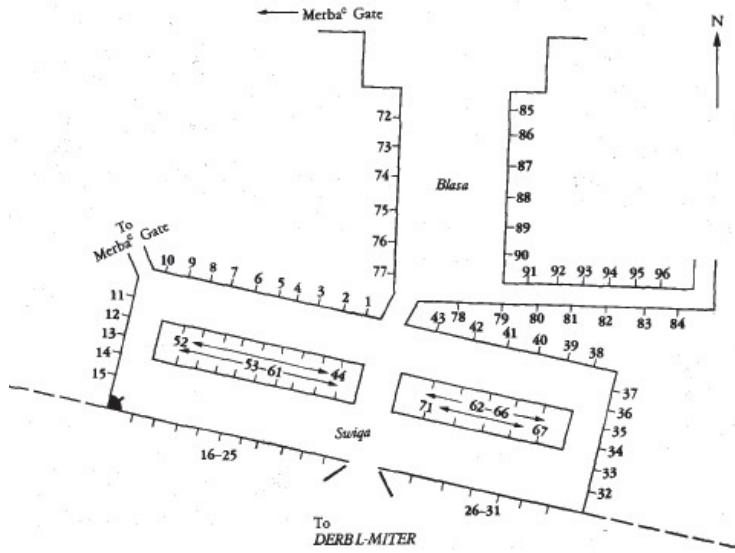 Merbaᶜ Gate
N
72
73
74
75
76
77
Blasa
85
86
87
88
89
90
91 92 93 94 95 96
To
Merbaᶜ Gate
10 9 8 7 6 5 4 3 2 1
43 78 79 80 81 82 83 84
42 41 40 39 38
11
12
13
14
15
52 44
53-61
62-66
71 67
37
36
35
34
33
32
Swiqa
16-25
26-31
To
DERB L-MITER